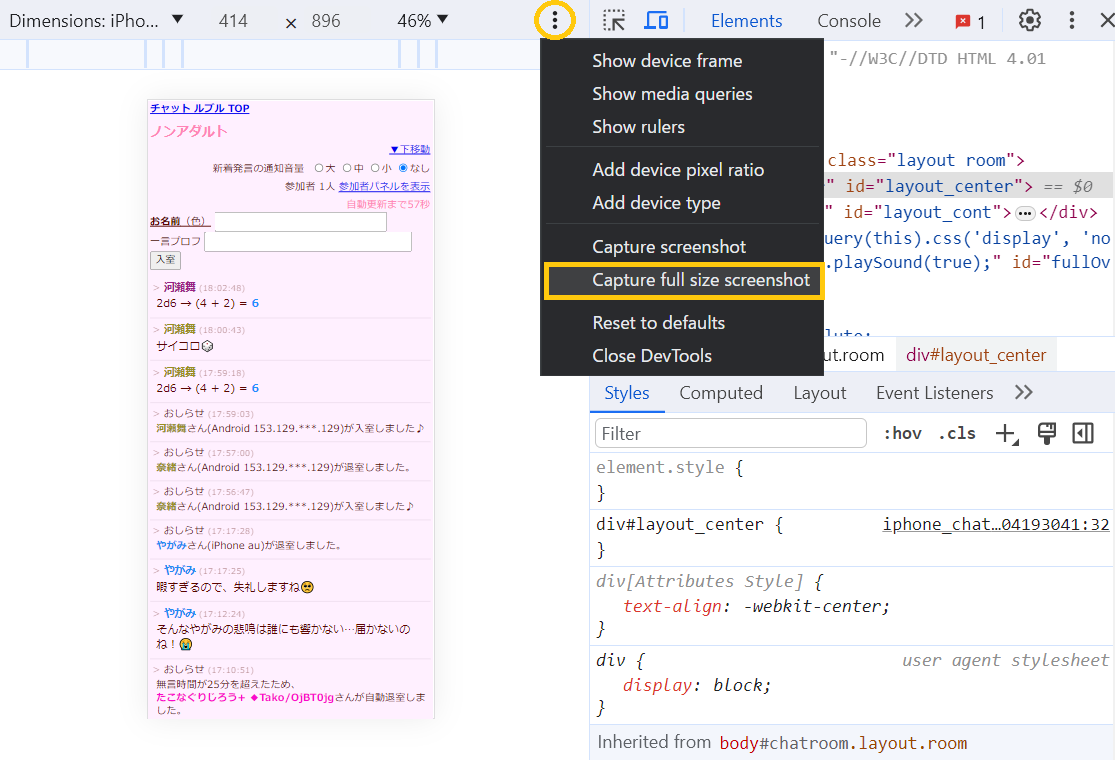 Dimensions: iPho... ▼ 414 × 896 46% ▼
Elements Console 1
Show device frame
Show media queries
Show rulers
Add device pixel ratio
Add device type
Capture screenshot
Capture full size screenshot
Reset to defaults
Close DevTools
チャット ルブル TOP
ノンアダルト
▼下移動
新着発言の通知音量 大 中 小 なし
参加者 1人 参加者パネルを表示
自動更新まで57秒
お名前（色）
一言プロフ
入室
> 河瀬舞 (18:02:48)
2d6 → (4 + 2) = 6
> 河瀬舞 (18:00:43)
サイコロ🎲
> 河瀬舞 (17:59:18)
2d6 → (4 + 2) = 6
> おしらせ (17:59:03)
河瀬舞さん(Android 153.129.***.129)が入室しました♪
> おしらせ (17:57:00)
奈緒さん(Android 153.129.***.129)が退室しました。
> おしらせ (17:56:47)
奈緒さん(Android 153.129.***.129)が入室しました♪
> おしらせ (17:17:28)
やがみさん(iPhone au)が退室しました。
> やがみ (17:17:25)
暇すぎるので、失礼しますね🥺
> やがみ (17:12:24)
そんなやがみの悲鳴は誰にも響かない…届かないの
ね！😭
> おしらせ (17:10:51)
無言時間が25分を超えたため、
たこなぐりじろう+ ◆Tako/OjBT0jgさんが自動退室しま
した。
"-//W3C//DTD HTML 4.01
class="layout room">
" id="layout_center"> == $0
" id="layout_cont"> ••• </div>
query(this).css('display', 'no
.playSound(true);" id="fullOv
lute;
ut.room div#layout_center
Styles Computed Layout Event Listeners
Filter :hov .cls
element.style {
}
div#layout_center { iphone_chat…04193041:32
}
div[Attributes Style] {
text-align: -webkit-center;
}
div { user agent stylesheet
display: block;
}
Inherited from body#chatroom.layout.room